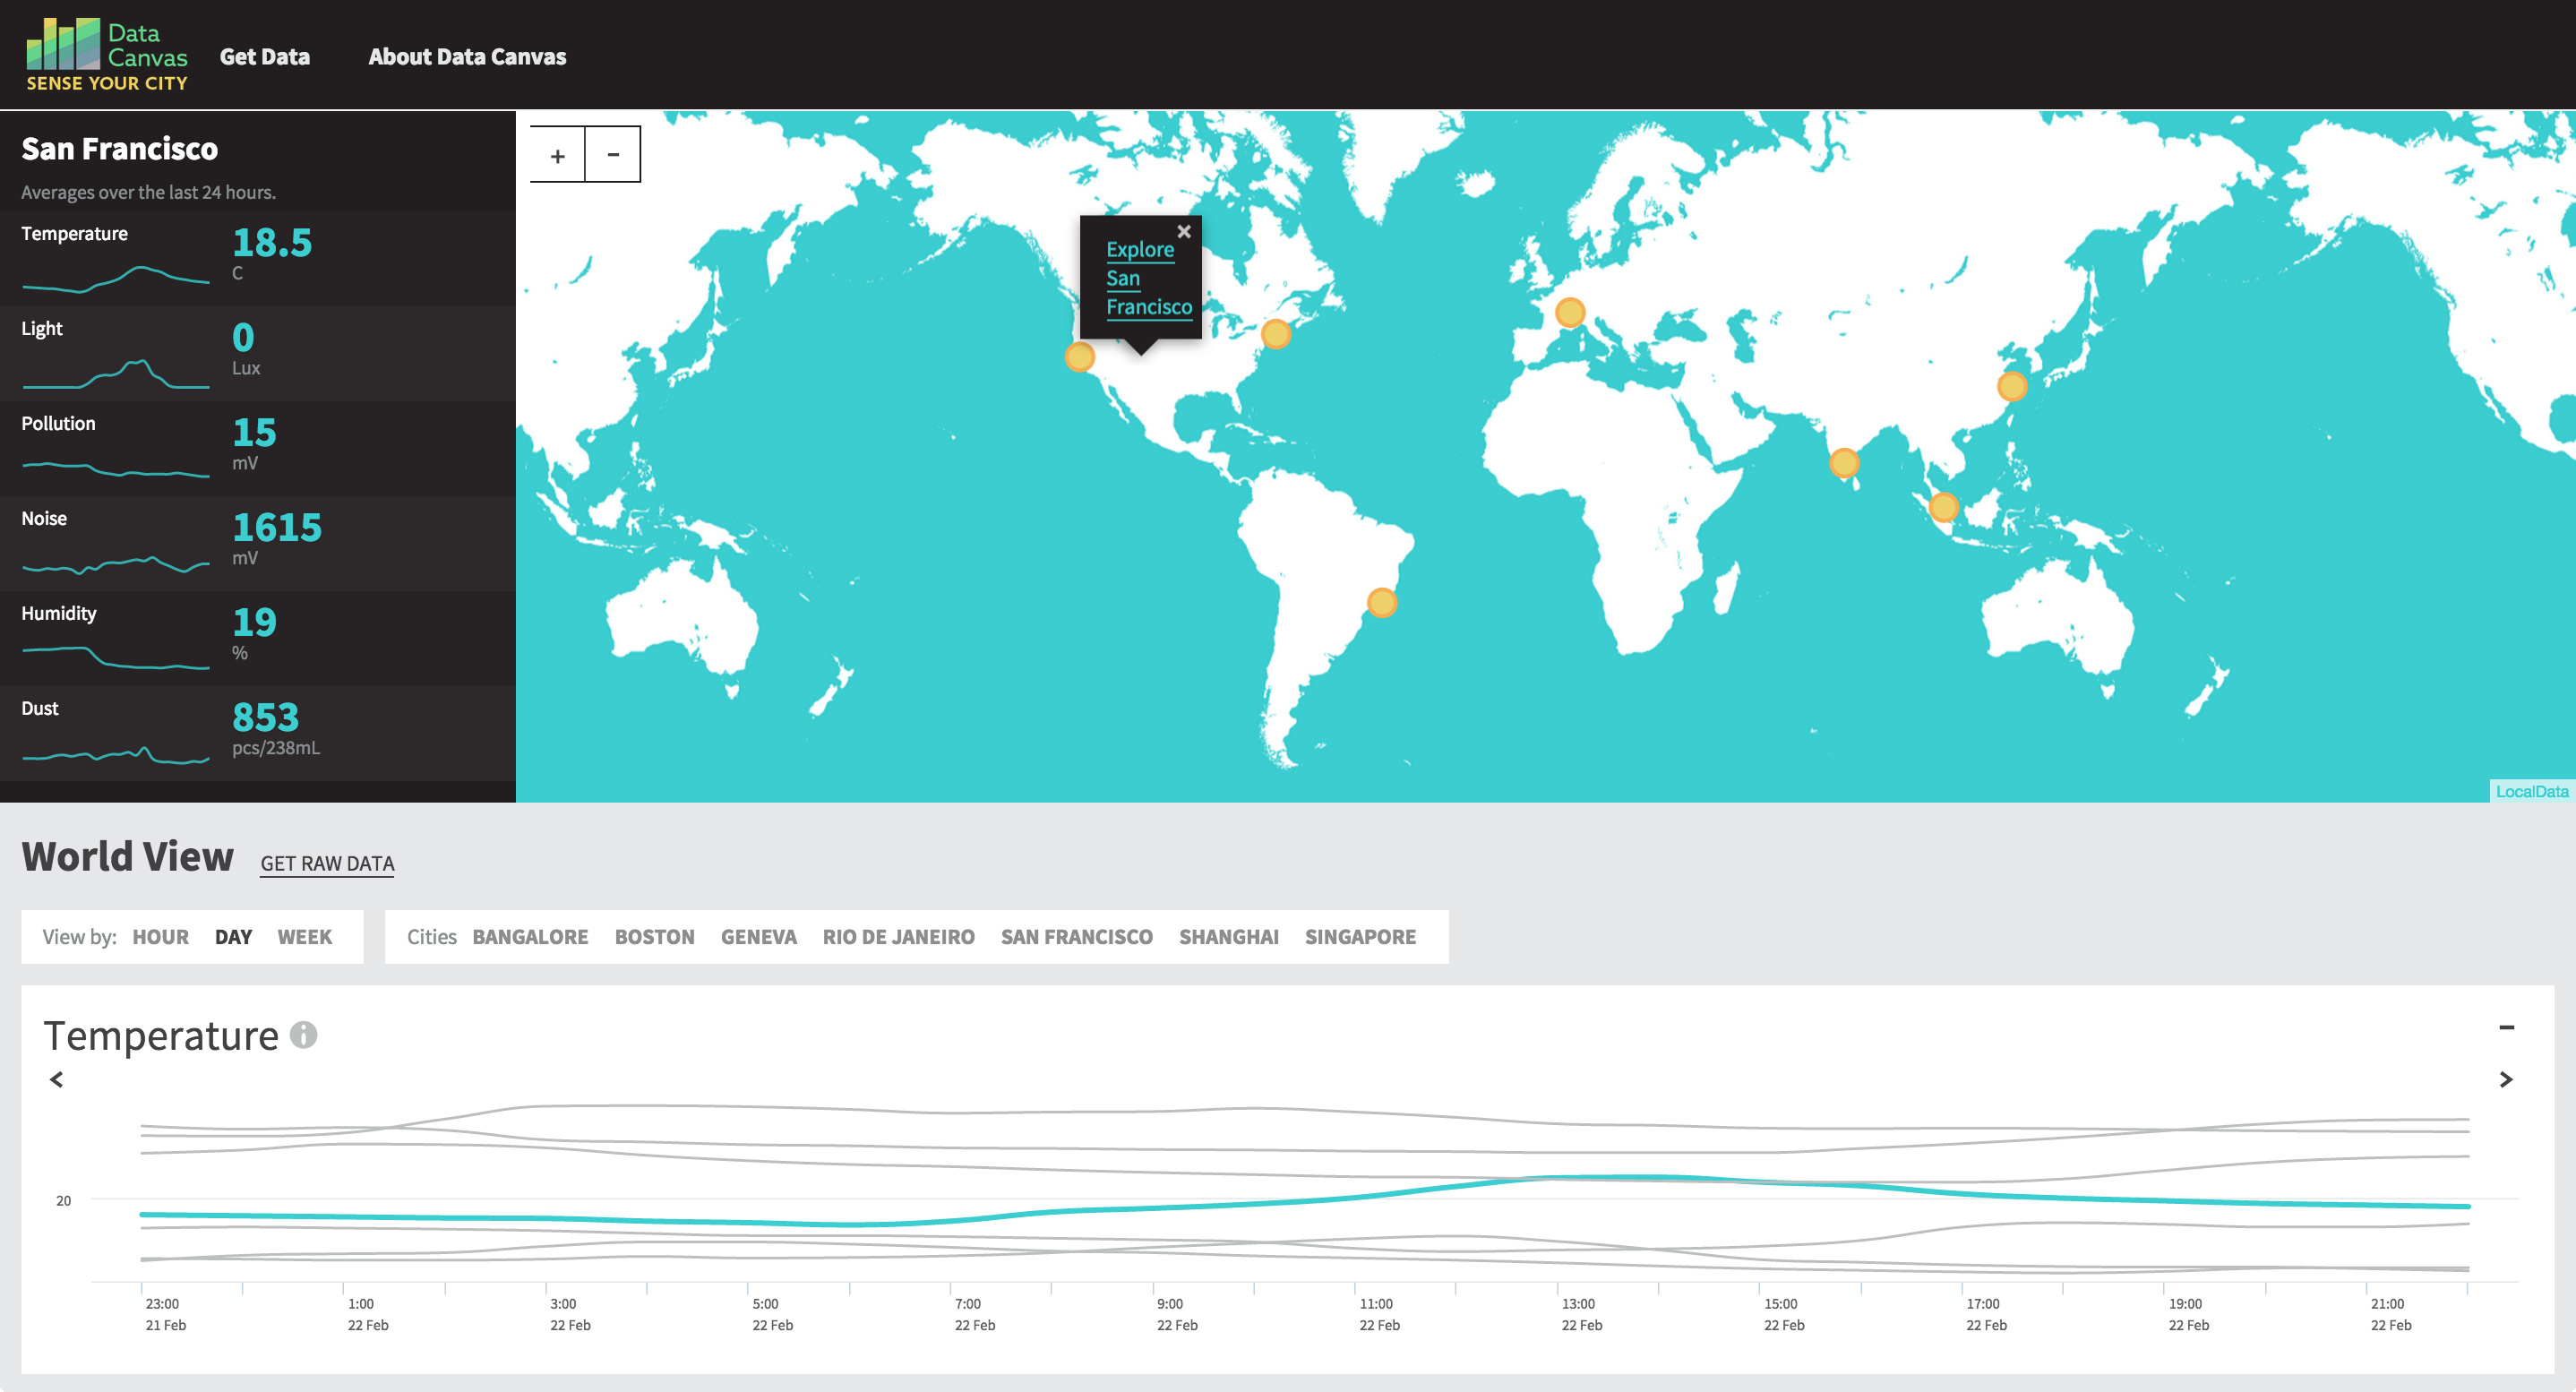 Data
Canvas
SENSE YOUR CITY
Get Data
About Data Canvas
San Francisco
Averages over the last 24 hours.
Temperature
18.5
C
Light
0
Lux
Pollution
15
mV
Noise
1615
mV
Humidity
19
%
Dust
853
pcs/238mL
+
-
×
Explore
San
Francisco
LocalData
World View
GET RAW DATA
View by: HOUR DAY WEEK
Cities BANGALORE BOSTON GENEVA RIO DE JANEIRO SAN FRANCISCO SHANGHAI SINGAPORE
Temperature i
-
< >
20
23:00 1:00 3:00 5:00 7:00 9:00 11:00 13:00 15:00 17:00 19:00 21:00
21 Feb 22 Feb 22 Feb 22 Feb 22 Feb 22 Feb 22 Feb 22 Feb 22 Feb 22 Feb 22 Feb 22 Feb